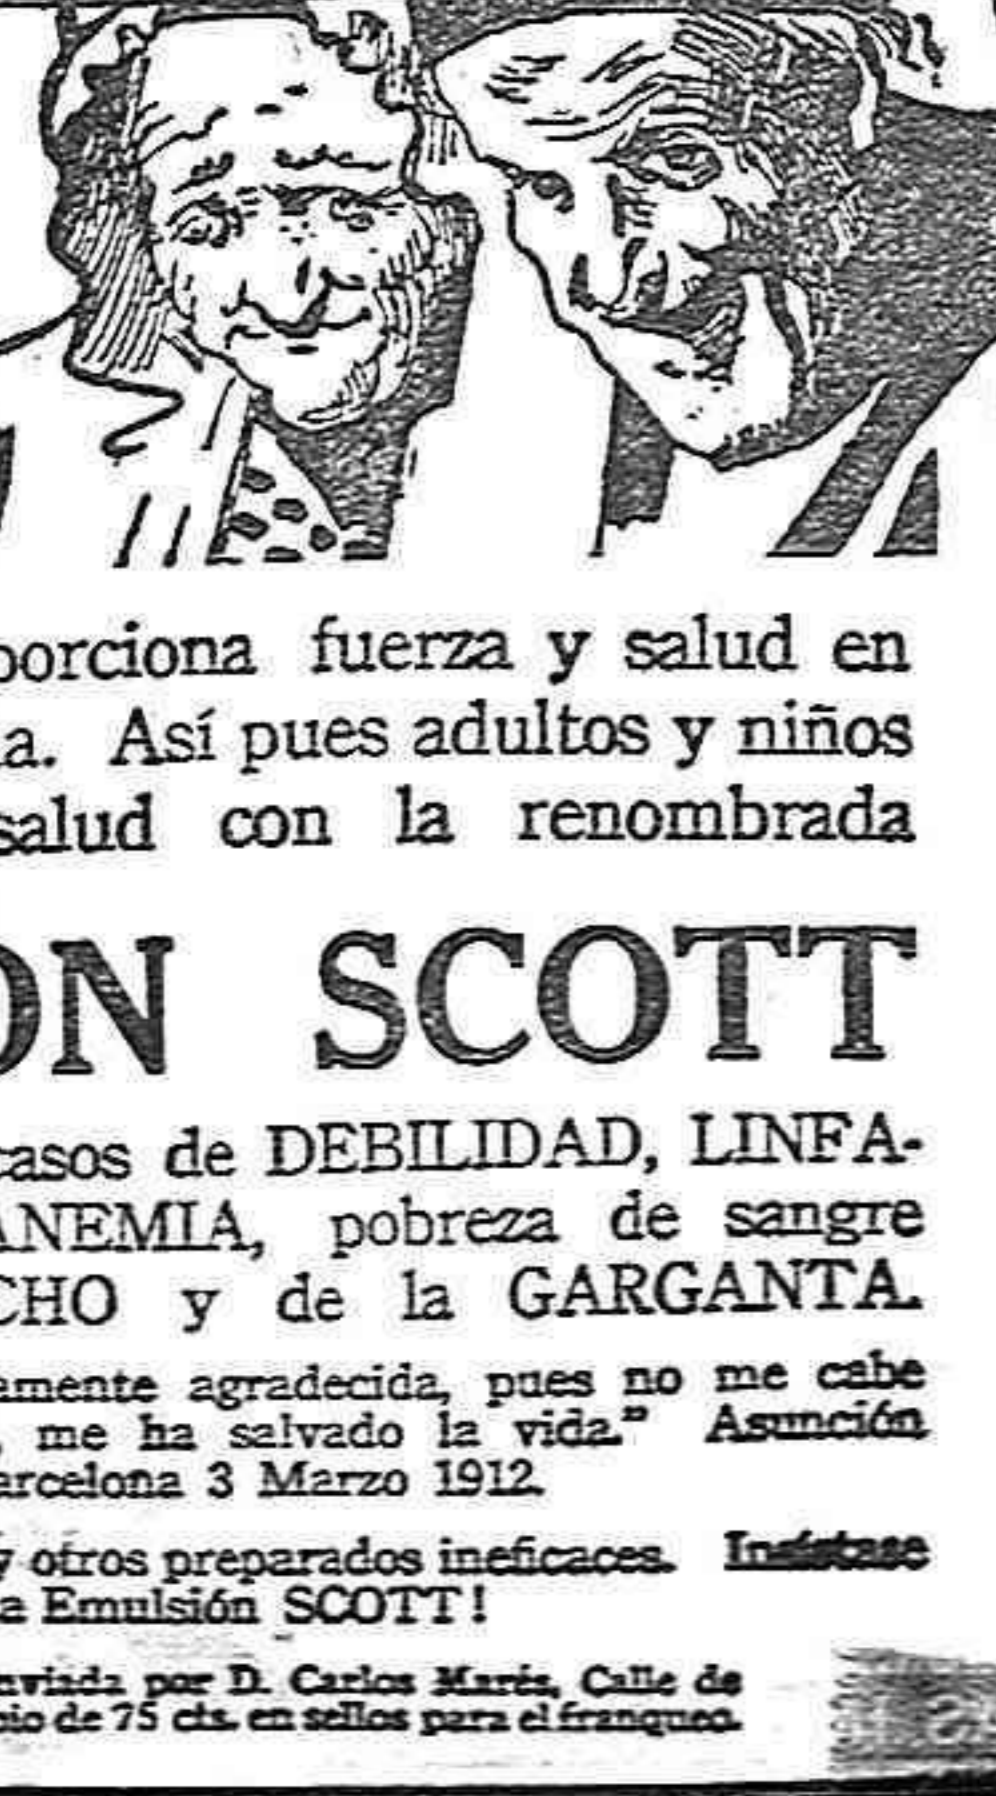 porciona fuerza y salud en
a. Así pues adultos y niños
salud con la renombrada
ON SCOTT
casos de DEBILIDAD, LINFA-
ANEMIA, pobreza de sangre
CHO y de la GARGANTA.
amente agradecida, pues no me cabe
, me ha salvado la vida.” Asunción
arcelona 3 Marzo 1912.
y otros preparados ineficaces. Insístase
a Emulsión SCOTT!
nviada por D. Carlos Marés, Calle de
cio de 75 cts. en sellos para el franqueo.